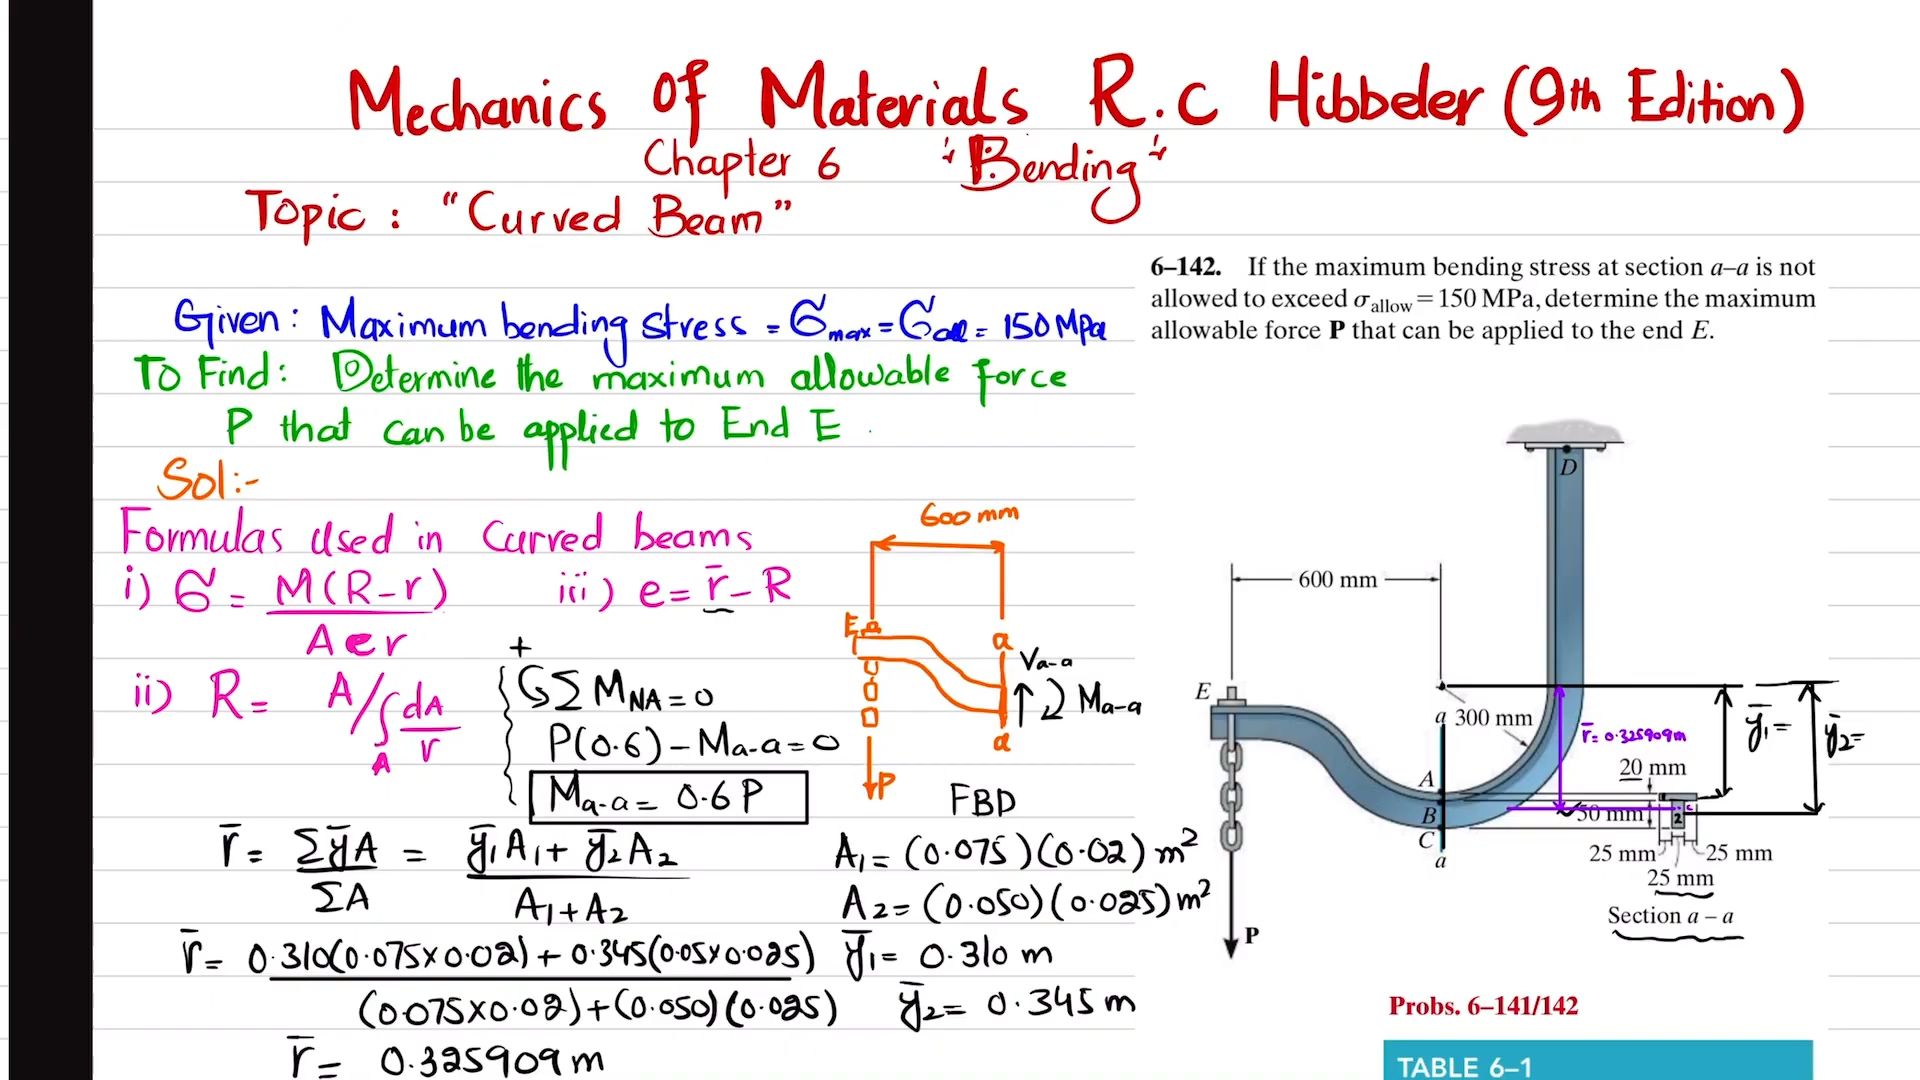 Mechanics of Materials R.c Hibbeler (9th Edition)
Chapter 6 "Bending"
Topic : "Curved Beam"
Given: Maximum bending stress = σmax = σall = 150 MPa
To Find: Determine the maximum allowable force
P that can be applied to End E.
Sol:-
Formulas used in Curved beams
i) σ = M(R-r) / Aer
iii) e = r̄ - R
ii) R = A / ∫A dA/r
+
↺ ΣMNA = 0
P(0.6) - Ma-a = 0
Ma-a = 0.6 P
600 mm
E
a
a
Va-a
Ma-a
a
P
FBD
r̄ = ΣȳA / ΣA = ȳ1A1 + ȳ2A2 / A1+A2
A1 = (0.075)(0.02) m²
A2 = (0.050)(0.025) m²
r̄ = 0.310(0.075x0.02) + 0.345(0.05x0.025) / (0.075x0.02)+(0.050)(0.025)
ȳ1 = 0.310 m
ȳ2 = 0.345 m
r̄ = 0.325909 m
6–142. If the maximum bending stress at section a–a is not
allowed to exceed σallow = 150 MPa, determine the maximum
allowable force P that can be applied to the end E.
D
600 mm
E
a 300 mm
r̄ = 0.325909m
ȳ1=
ȳ2=
20 mm
A
B
50 mm
2
C
a
25 mm
25 mm
25 mm
Section a – a
P
Probs. 6–141/142
TABLE 6–1